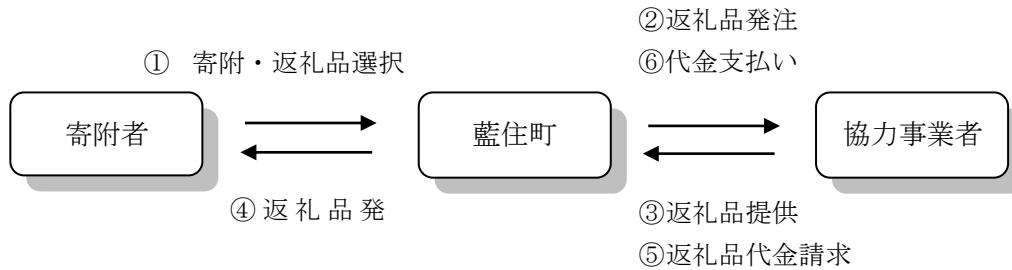 ②返礼品発注
① 寄附・返礼品選択
⑥代金支払い
寄附者
藍住町
協力事業者
④返礼品発
③返礼品提供
⑤返礼品代金請求